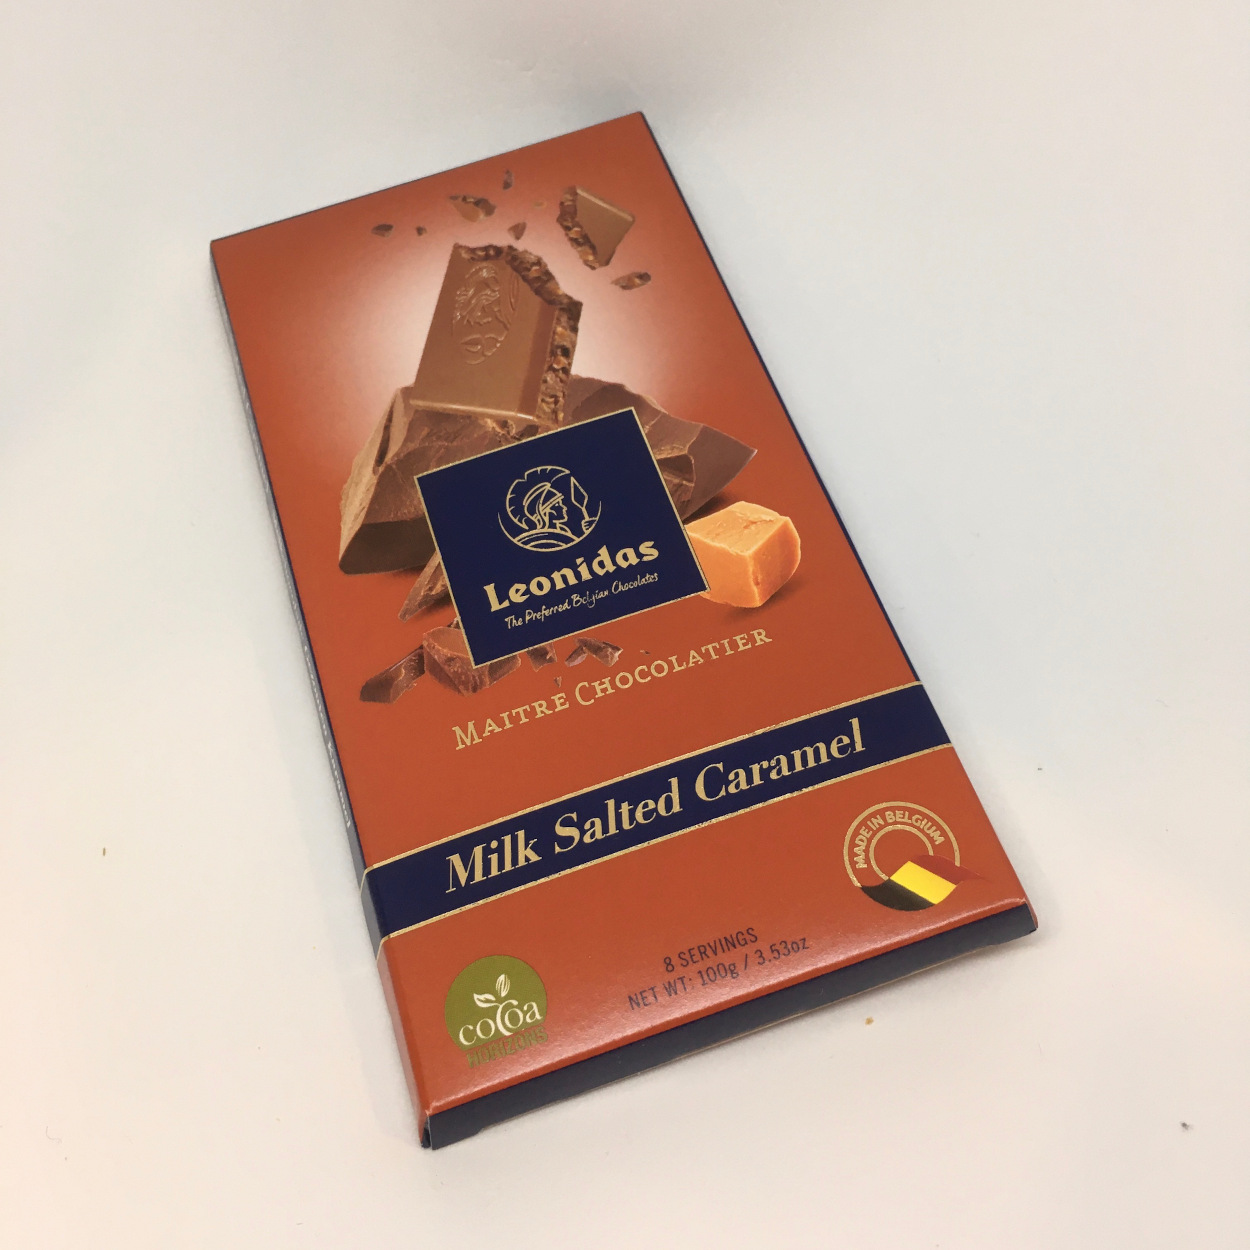 Leonidas
The Preferred Belgian Chocolates
MAITRE CHOCOLATIER
Milk Salted Caramel
MADE IN BELGIUM
8 SERVINGS
NET WT: 100g / 3.53oz
cocoa
HORIZONS